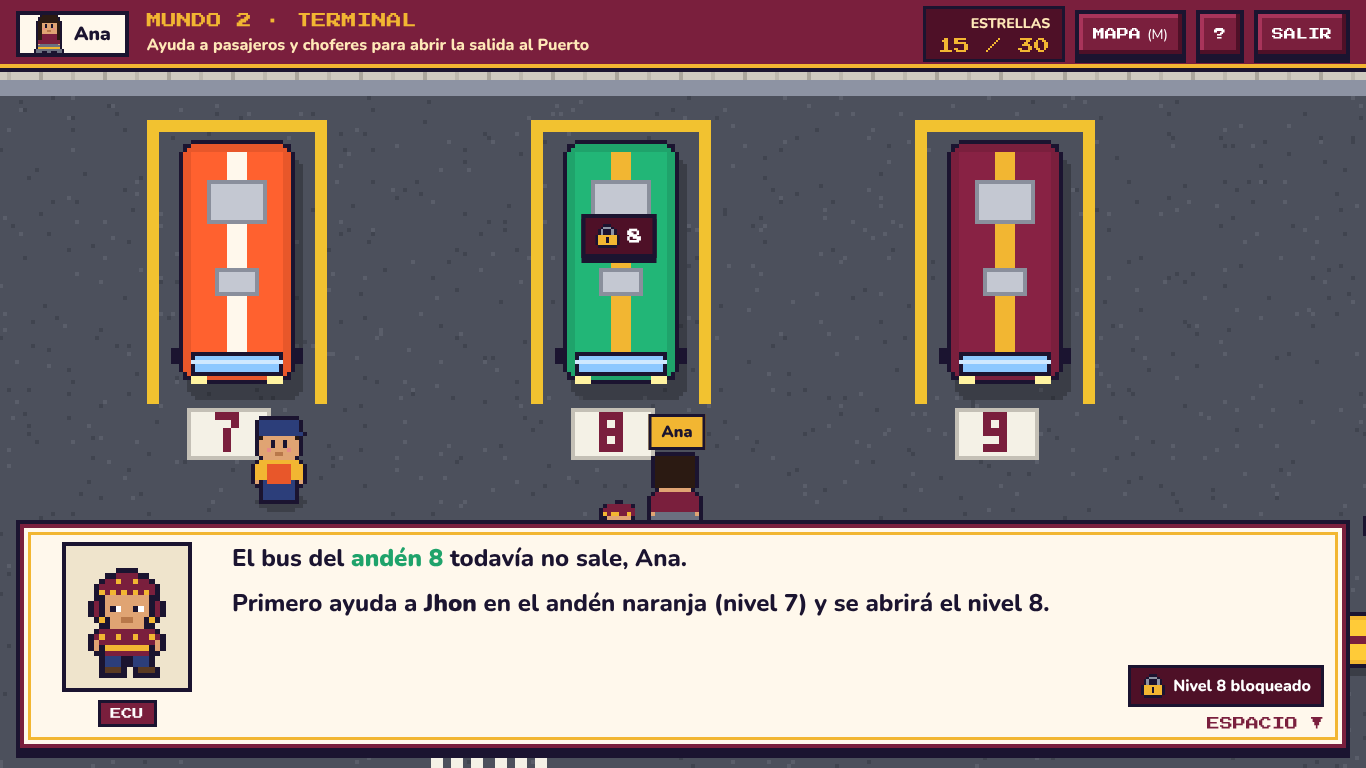 Ana
MUNDO 2 · TERMINAL
Ayuda a pasajeros y choferes para abrir la salida al Puerto
ESTRELLAS
15 / 30
MAPA (M)
?
SALIR
8
7
8
Ana
9
El bus del andén 8 todavía no sale, Ana.
Primero ayuda a Jhon en el andén naranja (nivel 7) y se abrirá el nivel 8.
ECU
Nivel 8 bloqueado
ESPACIO ▼